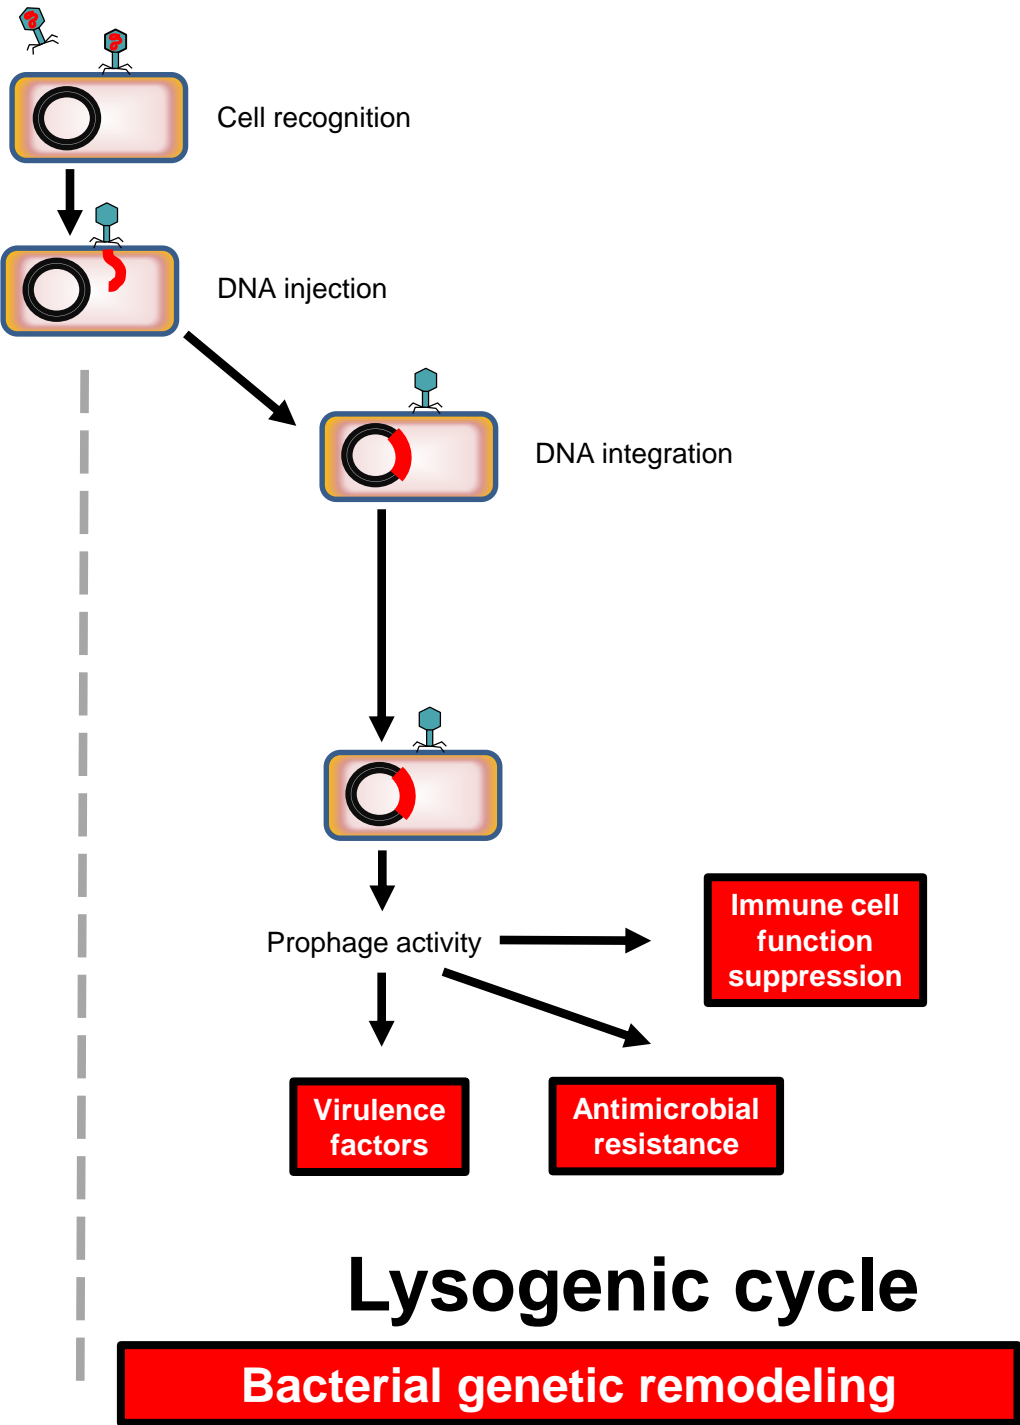 Cell recognition
DNA injection
DNA integration
Prophage activity
Immune cell
function
suppression
Virulence
factors
Antimicrobial
resistance
Lysogenic cycle
Bacterial genetic remodeling